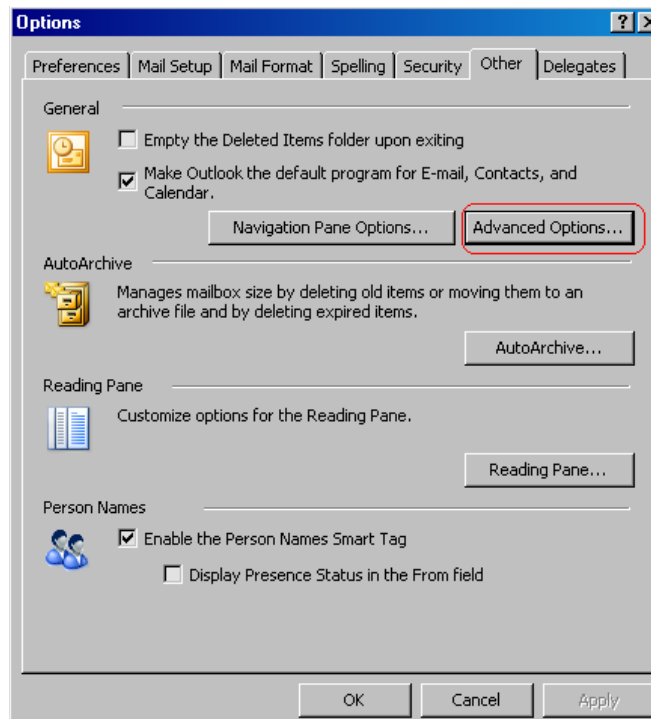 Options
Preferences Mail Setup Mail Format Spelling Security Other Delegates
General
Empty the Deleted Items folder upon exiting
Make Outlook the default program for E-mail, Contacts, and
Calendar.
Navigation Pane Options... Advanced Options...
AutoArchive
Manages mailbox size by deleting old items or moving them to an
archive file and by deleting expired items.
AutoArchive...
Reading Pane
Customize options for the Reading Pane.
Reading Pane...
Person Names
Enable the Person Names Smart Tag
Display Presence Status in the From field
OK Cancel Apply